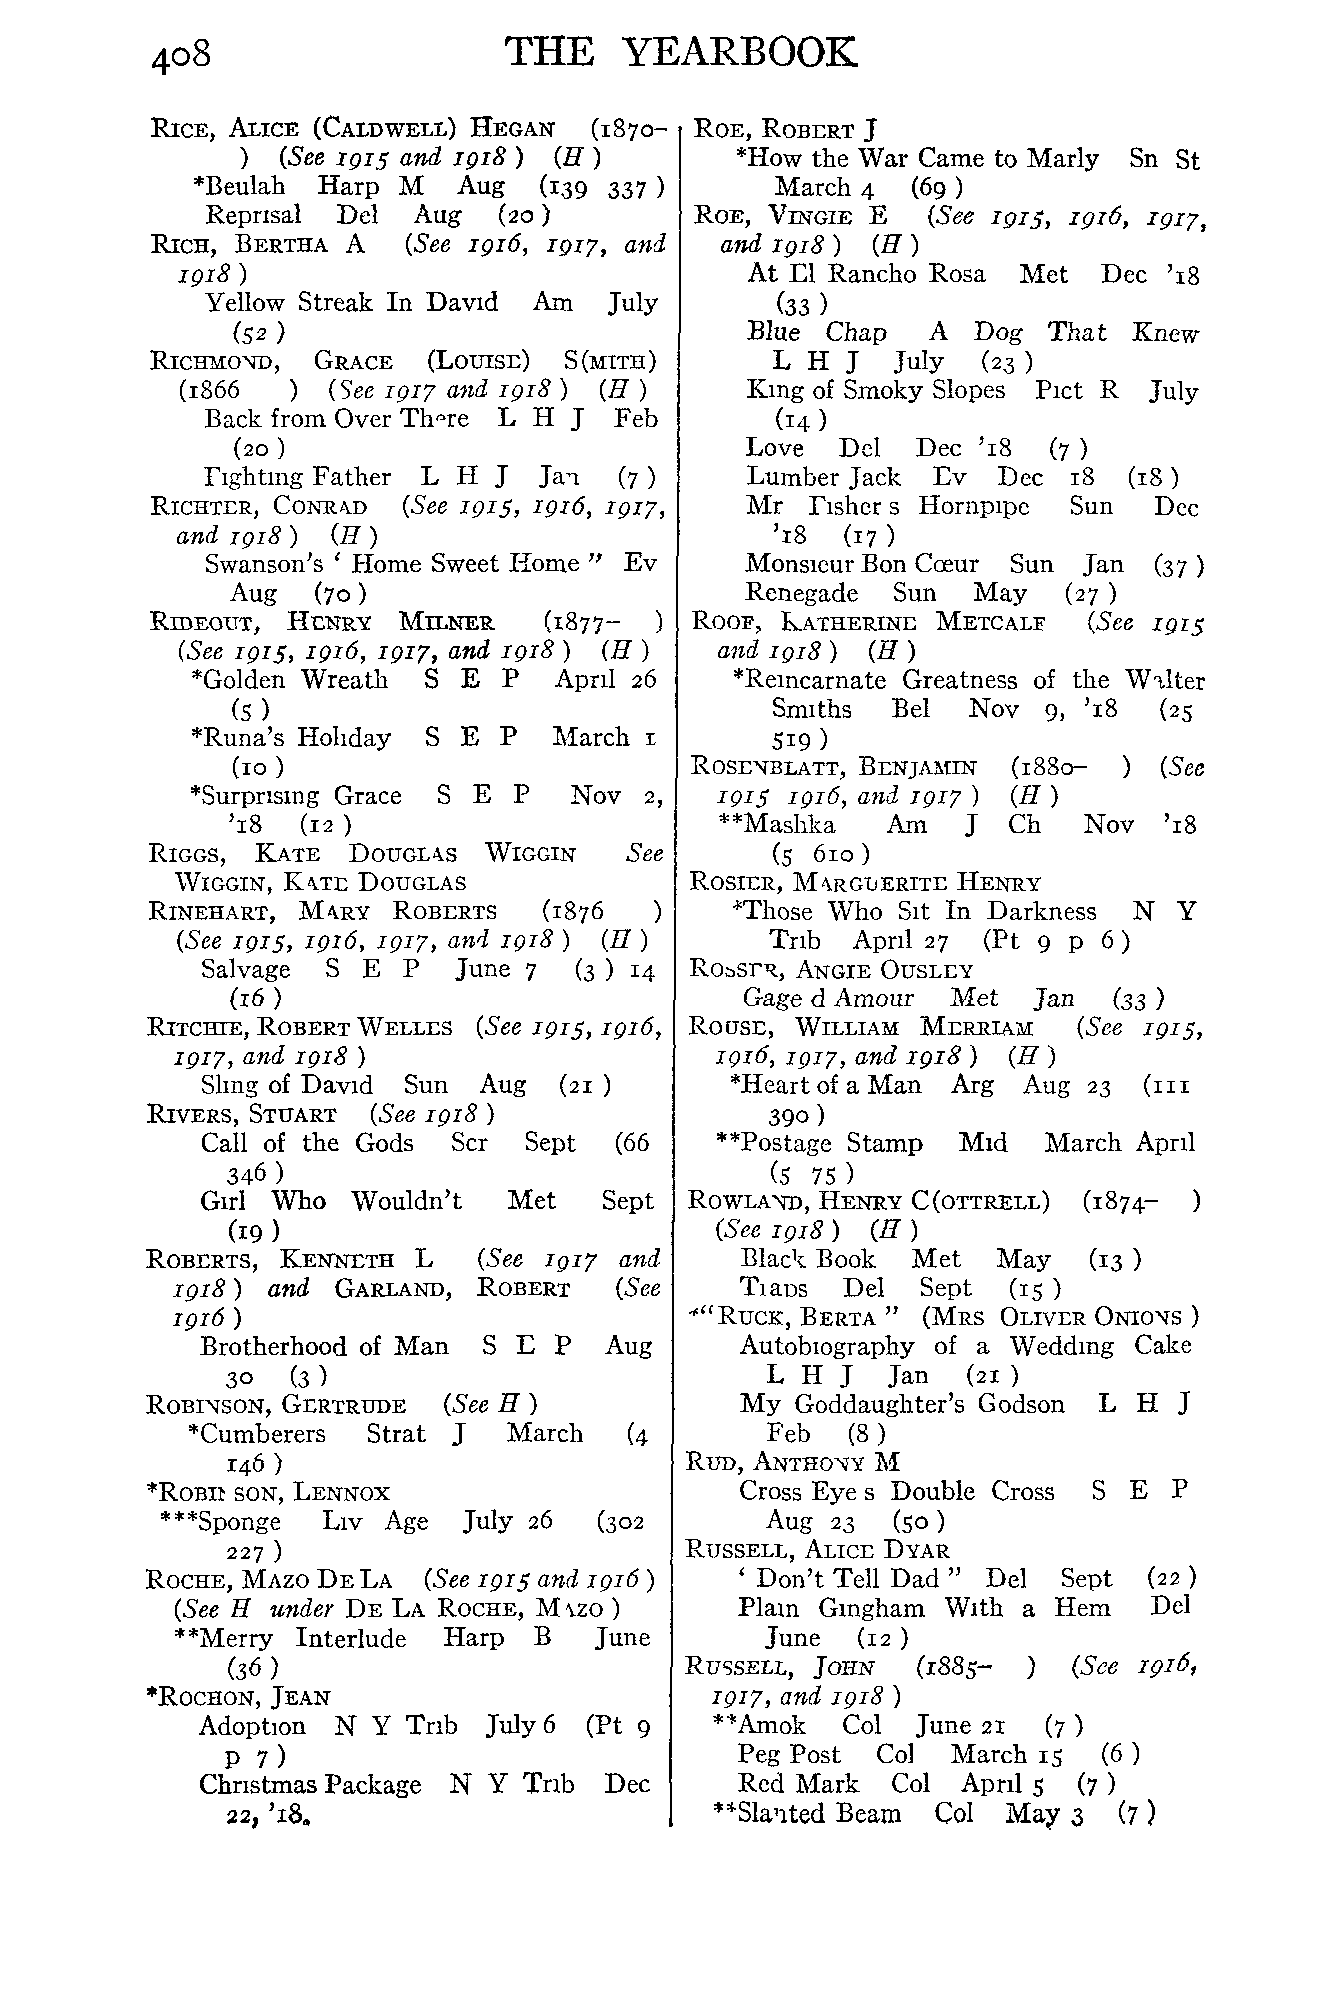 408 THE YEARBOOK
RICE, ALICE (CALDWELL) HEGAN (1870–
) (See 1915 and 1918 ) (H )
*Beulah Harp M Aug (139 337 )
Reprisal Del Aug (20 )
RICH, BERTHA A (See 1916, 1917, and
1918 )
Yellow Streak In David Am July
(52 )
RICHMOND, GRACE (LOUISE) S(MITH)
(1866 ) (See 1917 and 1918 ) (H )
Back from Over There L H J Feb
(20 )
Fighting Father L H J Jan (7 )
RICHTER, CONRAD (See 1915, 1916, 1917,
and 1918 ) (H )
Swanson's ‘ Home Sweet Home ” Ev
Aug (70 )
RIDEOUT, HENRY MILNER (1877– )
(See 1915, 1916, 1917, and 1918 ) (H )
*Golden Wreath S E P April 26
(5 )
*Runa's Holiday S E P March 1
(10 )
*Surprising Grace S E P Nov 2,
'18 (12 )
RIGGS, KATE DOUGLAS WIGGIN See
WIGGIN, KATE DOUGLAS
RINEHART, MARY ROBERTS (1876 )
(See 1915, 1916, 1917, and 1918 ) (H )
Salvage S E P June 7 (3 ) 14
(16 )
RITCHIE, ROBERT WELLES (See 1915, 1916,
1917, and 1918 )
Sling of David Sun Aug (21 )
RIVERS, STUART (See 1918 )
Call of the Gods Scr Sept (66
346 )
Girl Who Wouldn't Met Sept
(19 )
ROBERTS, KENNETH L (See 1917 and
1918 ) and GARLAND, ROBERT (See
1916 )
Brotherhood of Man S E P Aug
30 (3 )
ROBINSON, GERTRUDE (See H )
*Cumberers Strat J March (4
146 )
*ROBINSON, LENNOX
***Sponge Liv Age July 26 (302
227 )
ROCHE, MAZO DE LA (See 1915 and 1916 )
(See H under DE LA ROCHE, MAZO )
**Merry Interlude Harp B June
(36 )
*ROCHON, JEAN
Adoption N Y Trib July 6 (Pt 9
p 7 )
Christmas Package N Y Trib Dec
22, '18.
ROE, ROBERT J
*How the War Came to Marly Sn St
March 4 (69 )
ROE, VINGIE E (See 1915, 1916, 1917,
and 1918 ) (H )
At El Rancho Rosa Met Dec '18
(33 )
Blue Chap A Dog That Knew
L H J July (23 )
King of Smoky Slopes Pict R July
(14 )
Love Del Dec '18 (7 )
Lumber Jack Ev Dec 18 (18 )
Mr Fisher s Hornpipe Sun Dec
'18 (17 )
Monsieur Bon Cœur Sun Jan (37 )
Renegade Sun May (27 )
ROOF, KATHERINE METCALF (See 1915
and 1918 ) (H )
*Reincarnate Greatness of the Walter
Smiths Bel Nov 9, '18 (25
519 )
ROSENBLATT, BENJAMIN (1880– ) (See
1915 1916, and 1917 ) (H )
**Mashka Am J Ch Nov '18
(5 610 )
ROSIER, MARGUERITE HENRY
*Those Who Sit In Darkness N Y
Trib April 27 (Pt 9 p 6 )
ROSSER, ANGIE OUSLEY
Gage d Amour Met Jan (33 )
ROUSE, WILLIAM MERRIAM (See 1915,
1916, 1917, and 1918 ) (H )
*Heart of a Man Arg Aug 23 (111
390 )
**Postage Stamp Mid March April
(5 75 )
ROWLAND, HENRY C(OTTRELL) (1874– )
(See 1918 ) (H )
Black Book Met May (13 )
Traps Del Sept (15 )
*“RUCK, BERTA ” (MRS OLIVER ONIONS )
Autobiography of a Wedding Cake
L H J Jan (21 )
My Goddaughter's Godson L H J
Feb (8 )
RUD, ANTHONY M
Cross Eye s Double Cross S E P
Aug 23 (50 )
RUSSELL, ALICE DYAR
‘ Don't Tell Dad ” Del Sept (22 )
Plain Gingham With a Hem Del
June (12 )
RUSSELL, JOHN (1885– ) (See 1916,
1917, and 1918 )
**Amok Col June 21 (7 )
Peg Post Col March 15 (6 )
Red Mark Col April 5 (7 )
**Slanted Beam Col May 3 (7 )